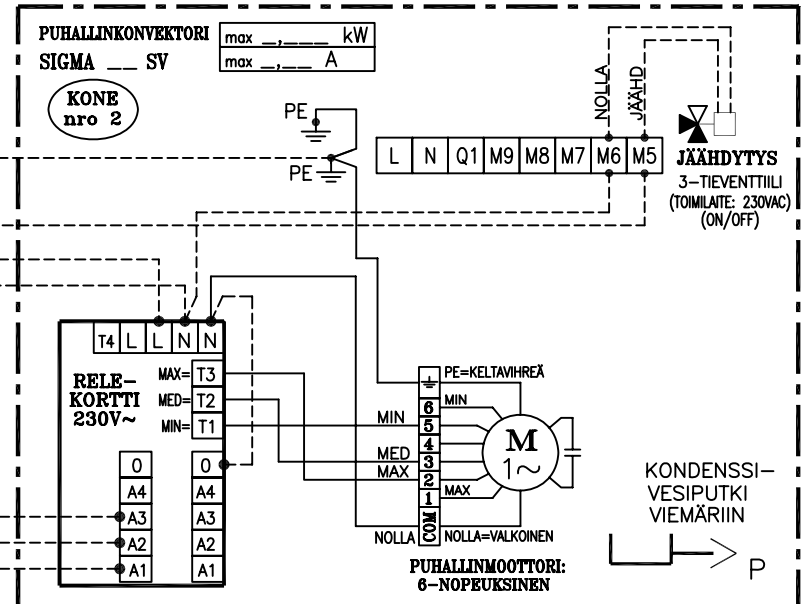 PUHALLINKONVEKTORI
max _,___ kW
SIGMA __ SV
max _,__ A
KONE
nro 2
PE
PE
NOLLA
JÄÄHD
L N Q1 M9 M8 M7 M6 M5
JÄÄHDYTYS
3-TIEVENTTIILI
(TOIMILAITE: 230VAC)
(ON/OFF)
T4 L L N N
RELE-
KORTTI
230V~
MAX= T3
MED= T2
MIN= T1
0 0
A4 A4
A3 A3
A2 A2
A1 A1
PE=KELTAVIHREÄ
6 MIN
MIN 5
4
MED 3
MAX 2
1 MAX
NOLLA COM NOLLA=VALKOINEN
M
1~
PUHALLINMOOTTORI:
6-NOPEUKSINEN
KONDENSSI-
VESIPUTKI
VIEMÄRIIN
P